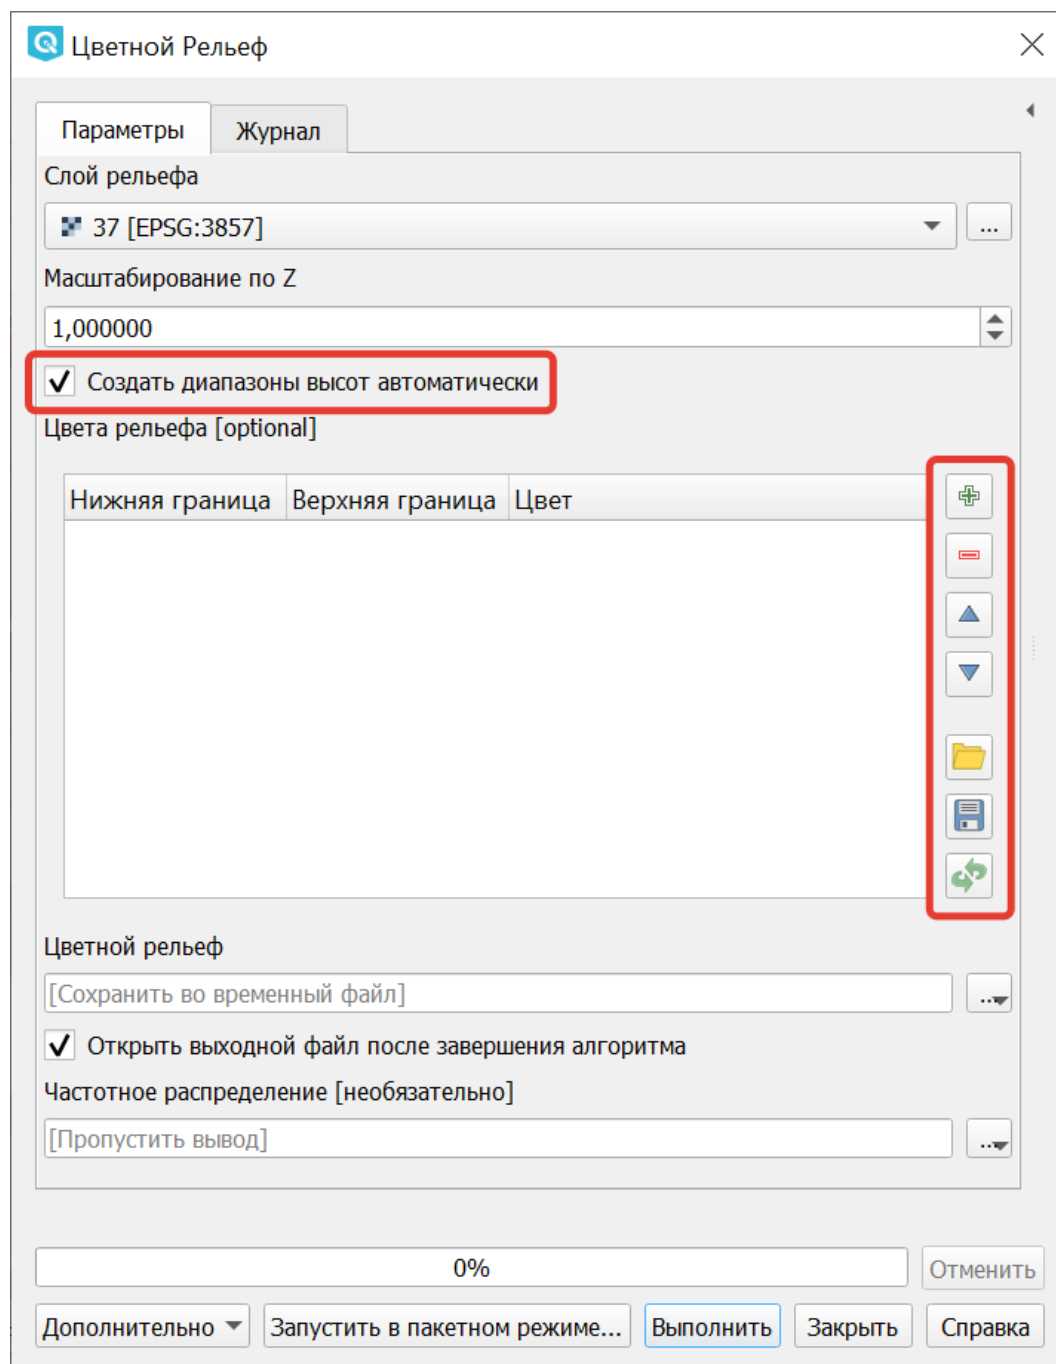 Цветной Рельеф
Параметры Журнал
Слой рельефа
37 [EPSG:3857] ...
Масштабирование по Z
1,000000
Создать диапазоны высот автоматически
Цвета рельефа [optional]
Нижняя граница Верхняя граница Цвет
Цветной рельеф
[Сохранить во временный файл] ...
Открыть выходной файл после завершения алгоритма
Частотное распределение [необязательно]
[Пропустить вывод] ...
0% Отменить
Дополнительно Запустить в пакетном режиме... Выполнить Закрыть Справка